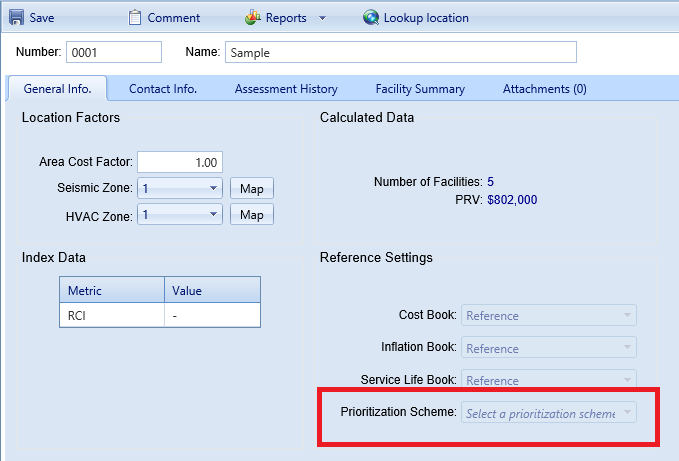 Save Comment Reports Lookup location
Number: 0001 Name: Sample
General Info. Contact Info. Assessment History Facility Summary Attachments (0)
Location Factors
Area Cost Factor: 1.00
Seismic Zone: 1 Map
HVAC Zone: 1 Map
Calculated Data
Number of Facilities: 5
PRV: $802,000
Index Data
Metric Value
RCI -
Reference Settings
Cost Book: Reference
Inflation Book: Reference
Service Life Book: Reference
Prioritization Scheme: Select a prioritization scheme